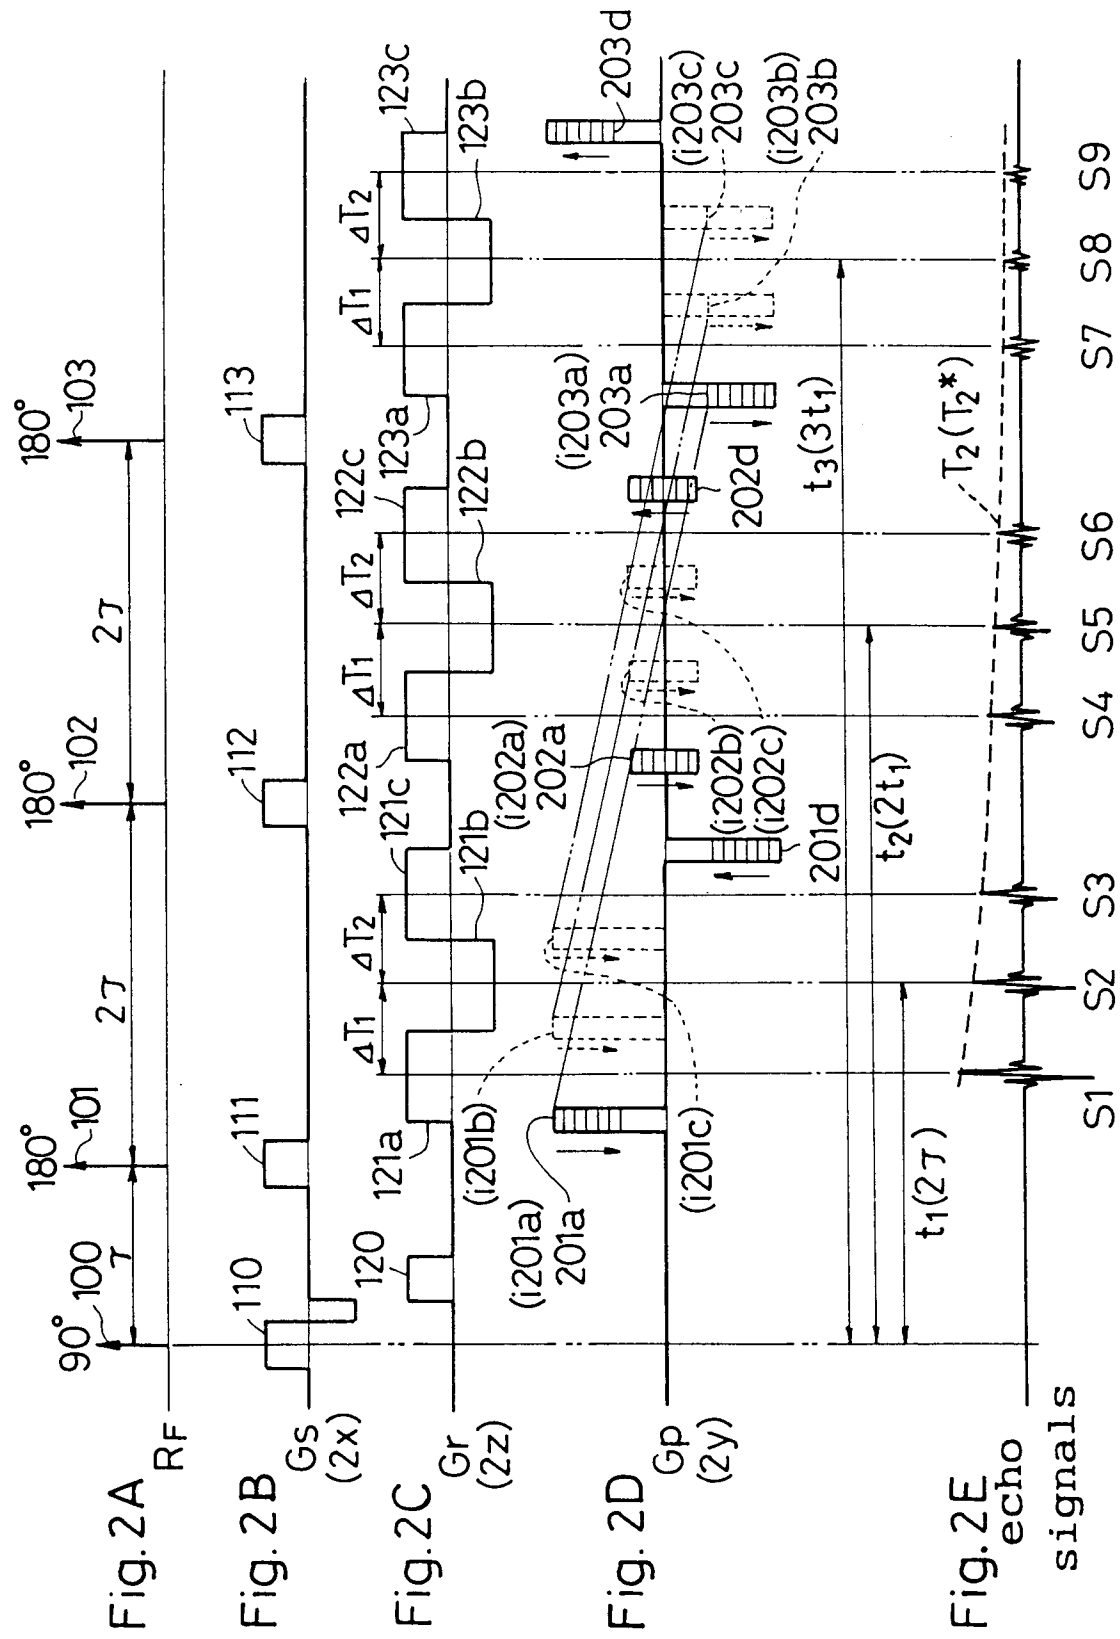 Fig. 2A
RF
90°
100
τ
180°
101
2τ
180°
102
2τ
180°
103
Fig. 2B
Gs
(2x)
110
111
112
113
Fig. 2C
Gr
(2z)
120
121a
ΔT1
ΔT2
121b
121c
122a
ΔT1
ΔT2
122b
122c
123a
ΔT1
ΔT2
123b
123c
Fig. 2D
Gp
(2y)
(i201a)
201a
(i201b)
(i201c)
201d
(i202a)
202a
(i202b)
(i202c)
202d
(i203a)
203a
(i203b)
203b
(i203c)
203c
203d
t1(2τ)
t2(2t1)
t3(3t1)
Fig. 2E
echo
signals
T2(T2*)
S1
S2
S3
S4
S5
S6
S7
S8
S9